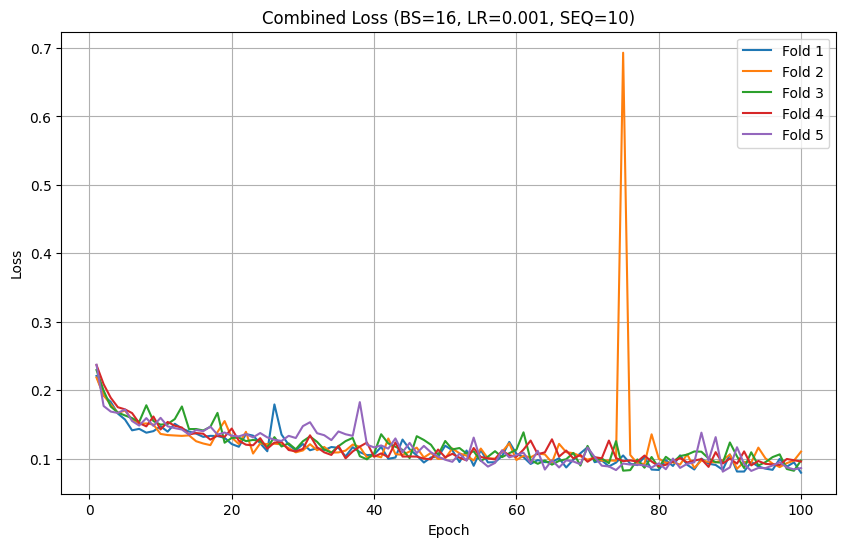 Combined Loss (BS=16, LR=0.001, SEQ=10)
Fold 1
Fold 2
Fold 3
Fold 4
Fold 5
0.7
0.6
0.5
0.4
0.3
0.2
0.1
Loss
0
20
40
60
80
100
Epoch